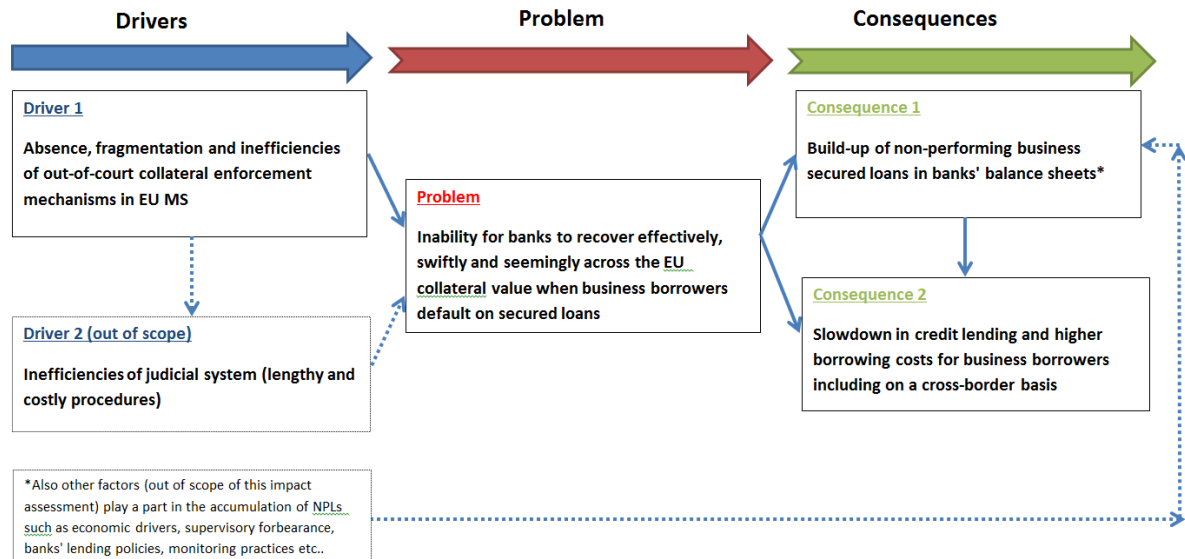 Drivers
Problem
Consequences
Driver 1
Absence, fragmentation and inefficiencies
of out-of-court collateral enforcement
mechanisms in EU MS
Driver 2 (out of scope)
Inefficiencies of judicial system (lengthy and
costly procedures)
*Also other factors (out of scope of this impact
assessment) play a part in the accumulation of NPLs
such as economic drivers, supervisory forbearance,
banks' lending policies, monitoring practices etc..
Problem
Inability for banks to recover effectively,
swiftly and seemingly across the EU
collateral value when business borrowers
default on secured loans
Consequence 1
Build-up of non-performing business
secured loans in banks' balance sheets*
Consequence 2
Slowdown in credit lending and higher
borrowing costs for business borrowers
including on a cross-border basis